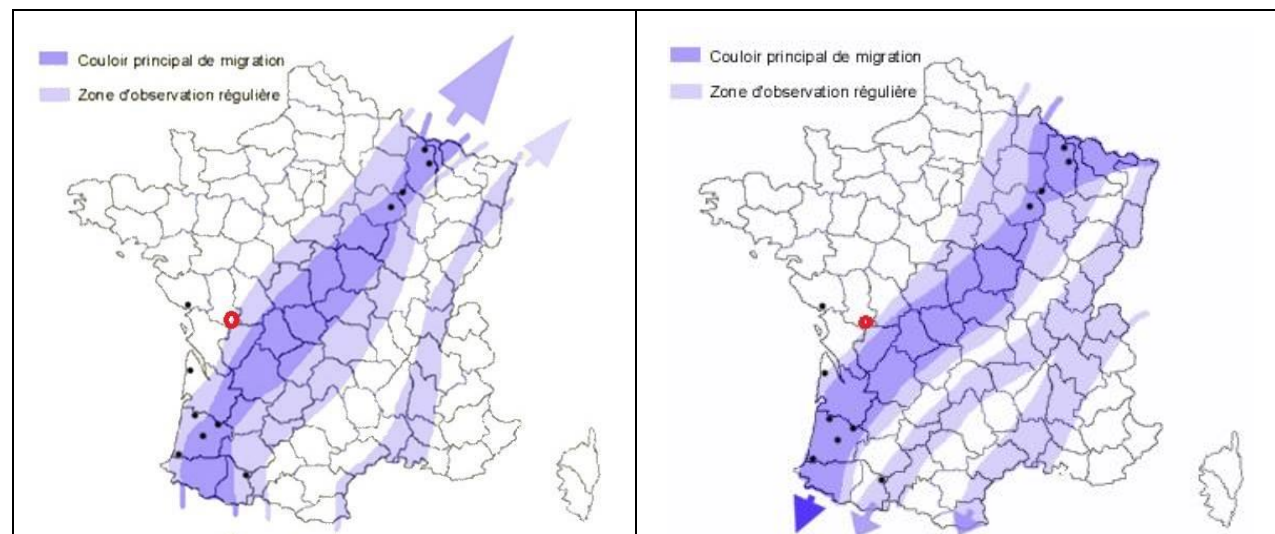 Couloir principal de migration
Zone d'observation régulière
Couloir principal de migration
Zone d'observation régulière